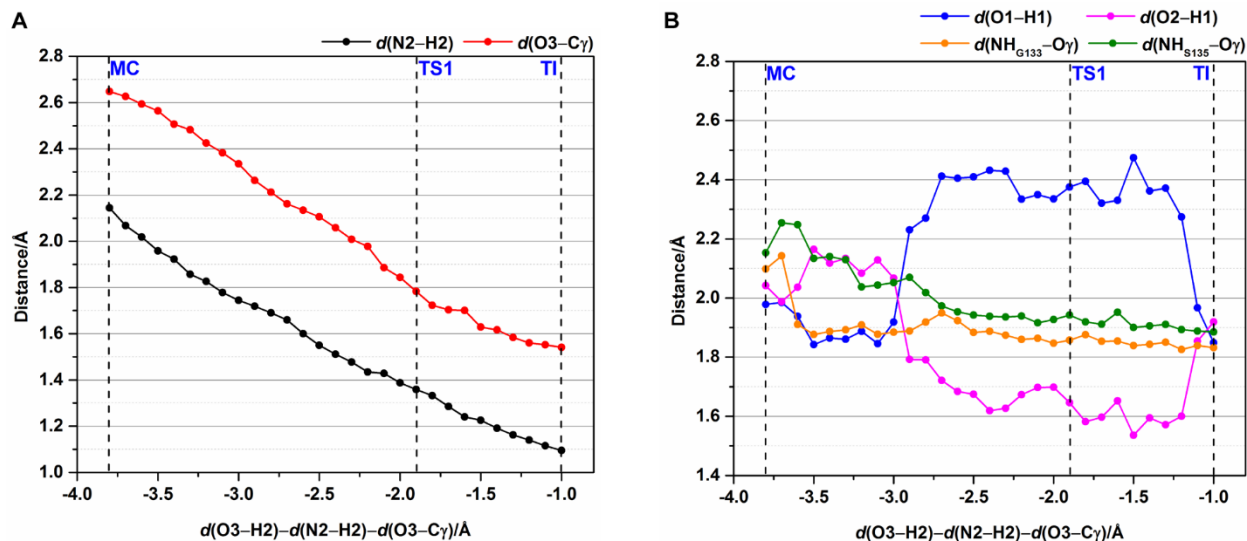 A
d(N2–H2) d(O3–Cγ)
MC TS1 TI
2.8
2.6
2.4
2.2
2.0
1.8
1.6
1.4
1.2
1.0
Distance/Å
-4.0 -3.5 -3.0 -2.5 -2.0 -1.5 -1.0
d(O3–H2)–d(N2–H2)–d(O3–Cγ)/Å
B
d(O1–H1) d(O2–H1)
d(NHG133–Oγ) d(NHS135–Oγ)
MC TS1 TI
2.8
2.6
2.4
2.2
2.0
1.8
1.6
1.4
Distance/Å
-4.0 -3.5 -3.0 -2.5 -2.0 -1.5 -1.0
d(O3–H2)–d(N2–H2)–d(O3–Cγ)/Å